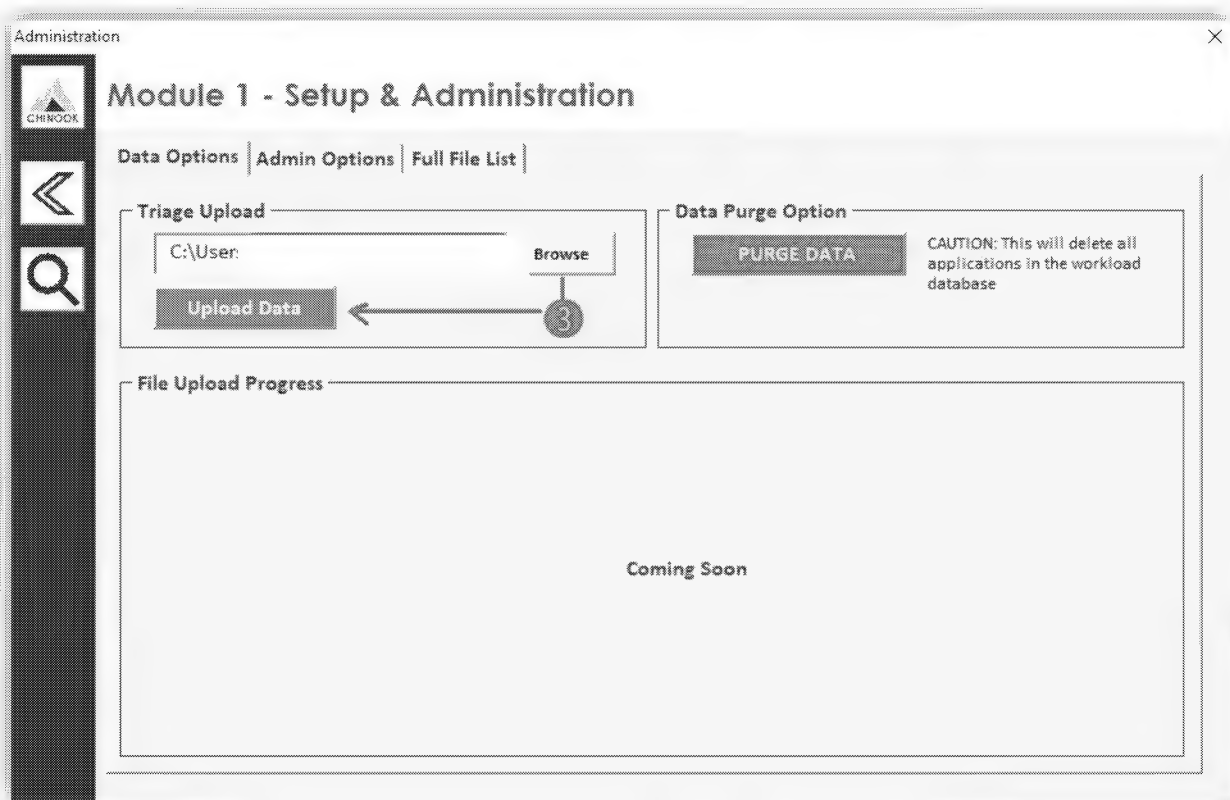 Administration
CHINOOK
Module 1 - Setup & Administration
Data Options
Admin Options
Full File List
Triage Upload
C:\User:
Browse
Upload Data
3
Data Purge Option
PURGE DATA
CAUTION: This will delete all
applications in the workload
database
File Upload Progress
Coming Soon